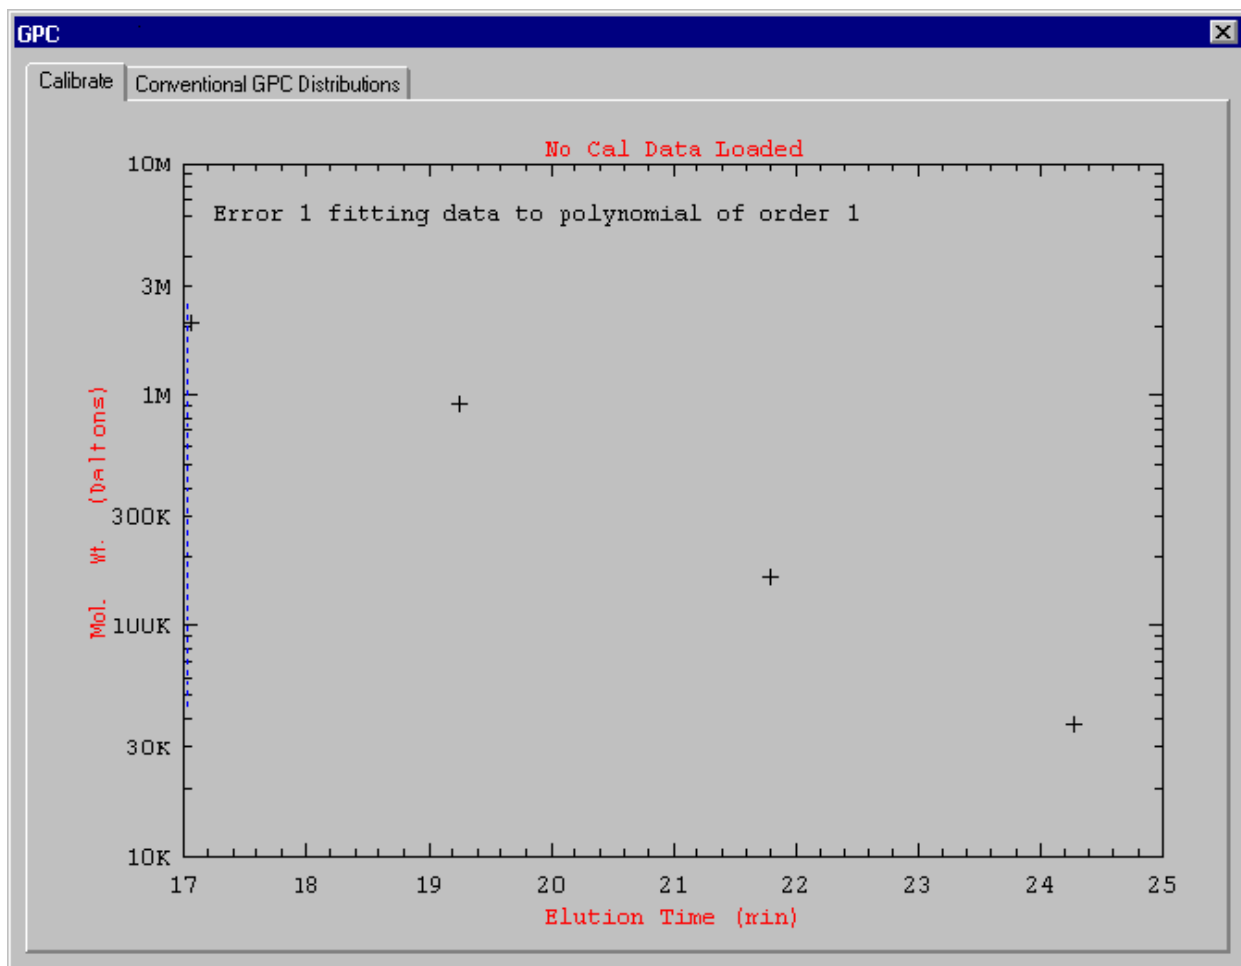 GPC
Calibrate
Conventional GPC Distributions
No Cal Data Loaded
10M
Error 1 fitting data to polynomial of order 1
3M
1M
300K
100K
30K
10K
Mol. Wt. (Daltons)
17 18 19 20 21 22 23 24 25
Elution Time (min)